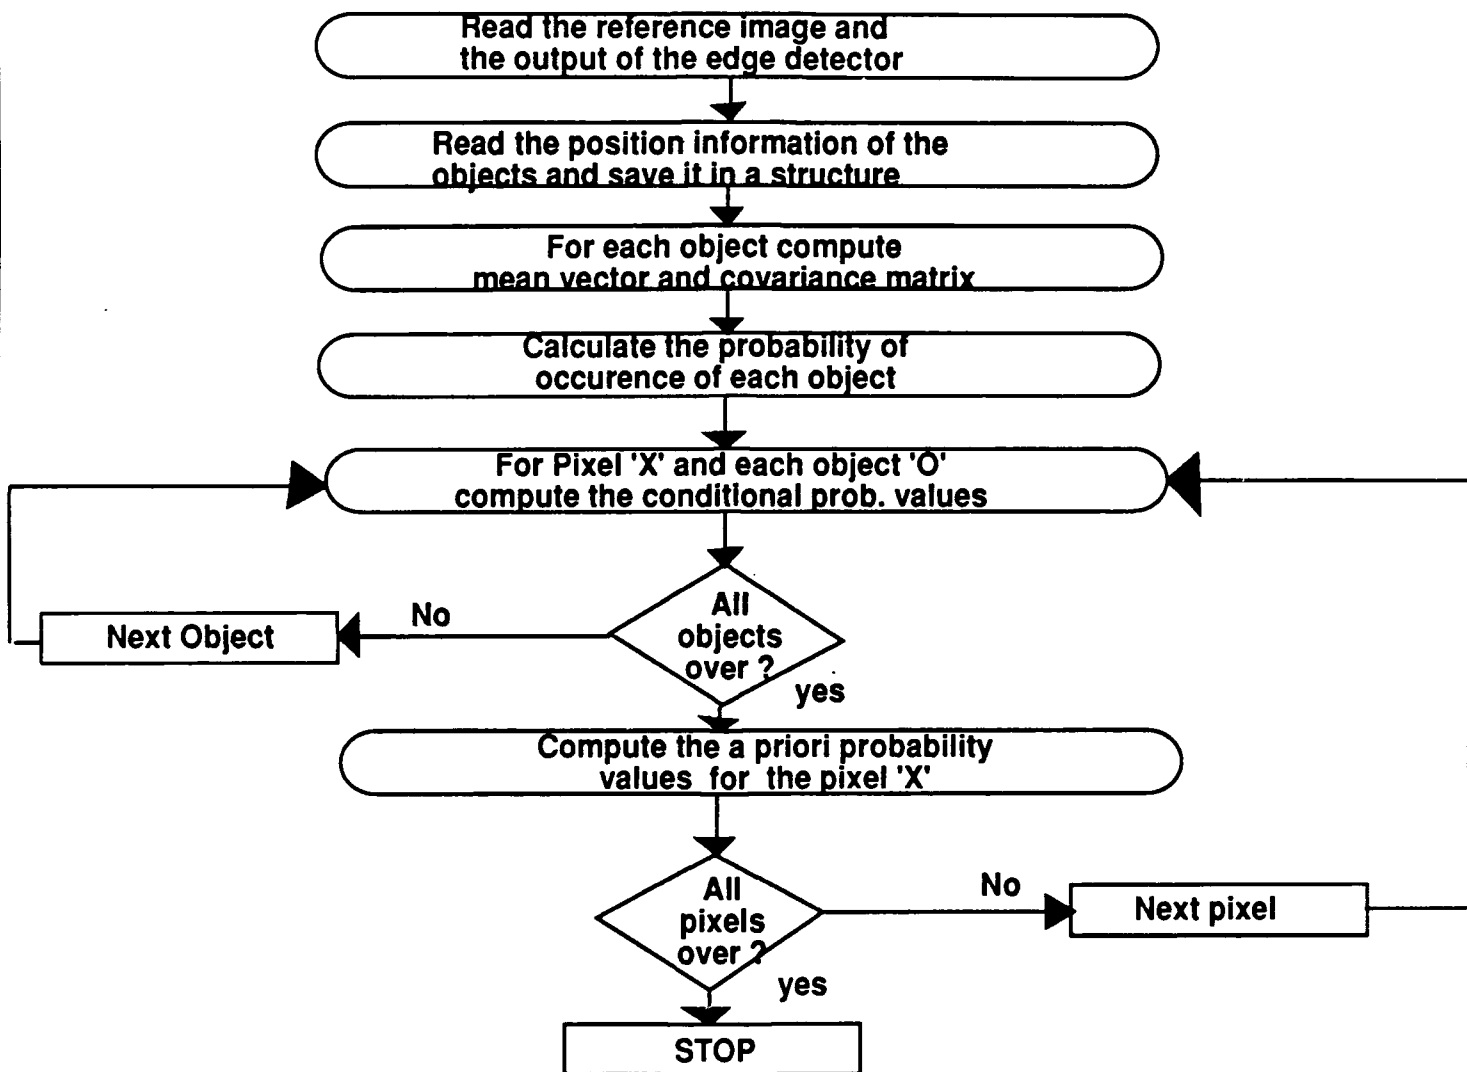 Read the reference image and
the output of the edge detector
Read the position information of the
objects and save it in a structure
For each object compute
mean vector and covariance matrix
Calculate the probability of
occurence of each object
For Pixel 'X' and each object 'O'
compute the conditional prob. values
All
objects
over ?
No
Next Object
yes
Compute the a priori probability
values for the pixel 'X'
All
pixels
over ?
No
Next pixel
yes
STOP